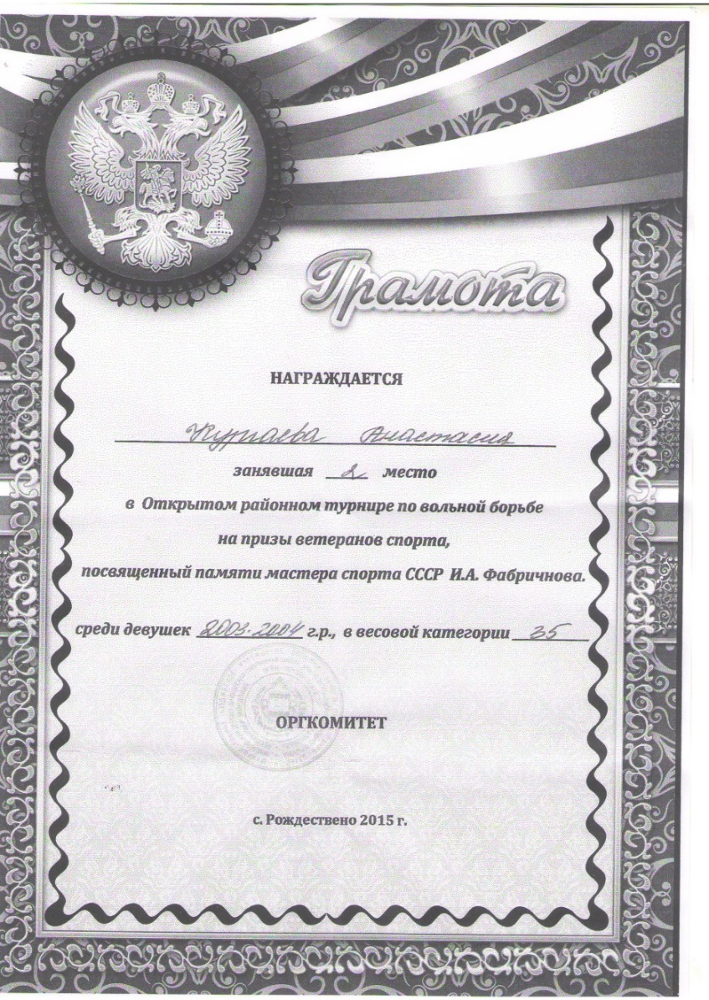 Грамота
НАГРАЖДАЕТСЯ
Анастасия
занявшая 2 место
в Открытом районном турнире по вольной борьбе
на призы ветеранов спорта,
посвященный памяти мастера спорта СССР И.А. Фабричнова.
среди девушек 2003-2004 г.р., в весовой категории 35
ОРГКОМИТЕТ
с. Рождествено 2015 г.